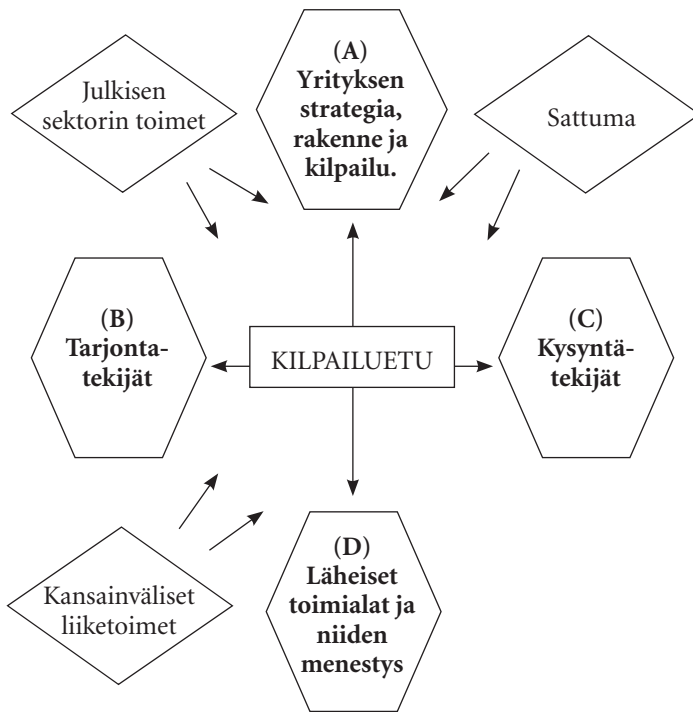 Julkisen
sektorin toimet
(A)
Yrityksen
strategia,
rakenne ja
kilpailu.
Sattuma
(B)
Tarjonta-
tekijät
KILPAILUETU
(C)
Kysyntä-
tekijät
Kansainväliset
liiketoimet
(D)
Läheiset
toimialat ja
niiden
menestys